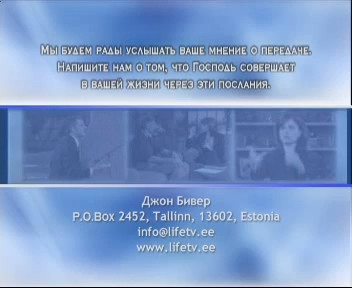 Мы будем рады услышать ваше мнение о передаче.
Напишите нам о том, что Господь совершает
в вашей жизни через эти послания.
Джон Бивер
P.O.Box 2452, Tallinn, 13602, Estonia
info@lifetv.ee
www.lifetv.ee